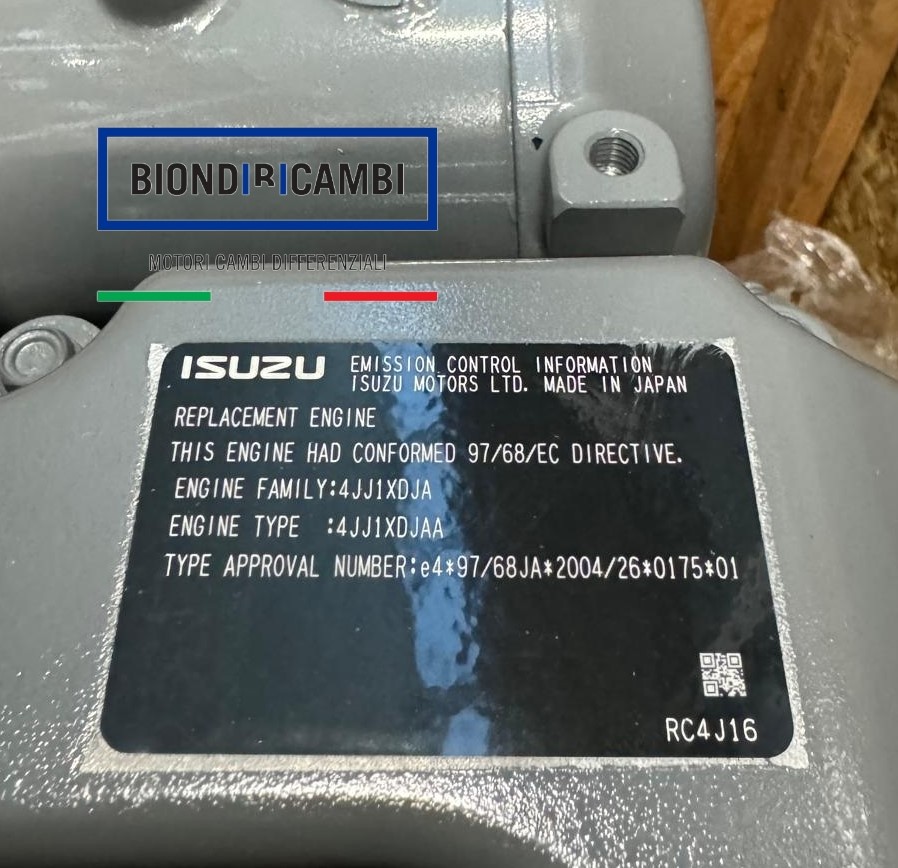 BIONDIRICAMBI
MOTORI CAMBI DIFFERENZIALI
ISUZU EMISSION CONTROL INFORMATION
ISUZU MOTORS LTD. MADE IN JAPAN
REPLACEMENT ENGINE
THIS ENGINE HAD CONFORMED 97/68/EC DIRECTIVE.
ENGINE FAMILY:4JJ1XDJA
ENGINE TYPE :4JJ1XDJAA
TYPE APPROVAL NUMBER:e4*97/68JA*2004/26*0175*01
RC4J16